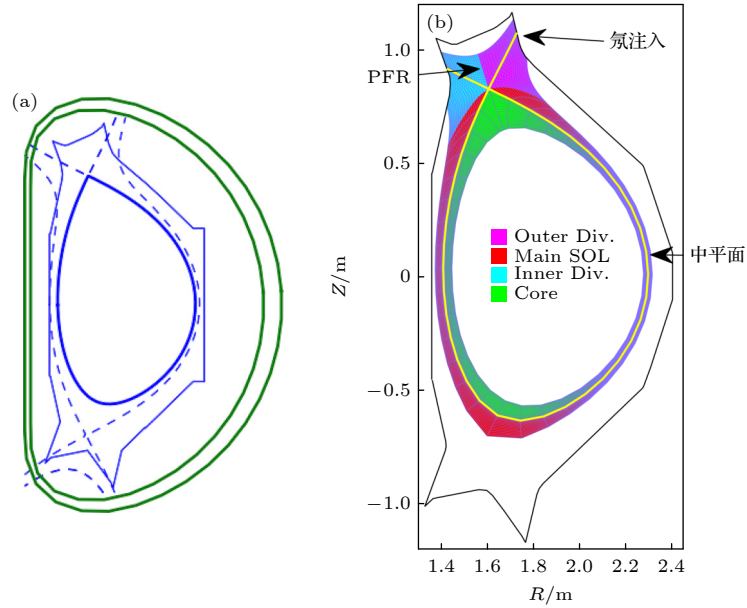 (a)
(b)
氖注入
PFR
Outer Div.
Main SOL
Inner Div.
Core
中平面
Z/m
1.0
0.5
0
−0.5
−1.0
1.4 1.6 1.8 2.0 2.2 2.4
R/m